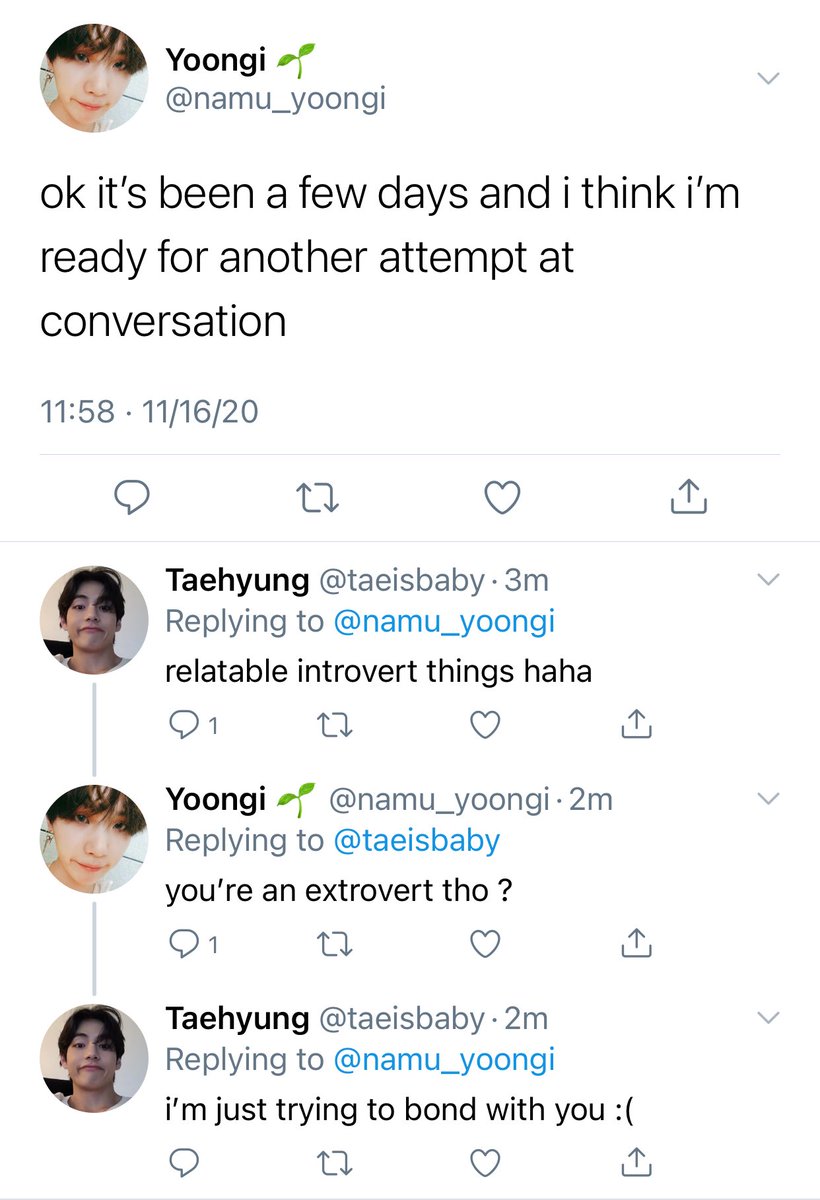 Yoongi 🌱
@namu_yoongi
ok it's been a few days and i think i'm
ready for another attempt at
conversation
11:58 · 11/16/20
Taehyung @taeisbaby · 3m
Replying to @namu_yoongi
relatable introvert things haha
1
Yoongi 🌱 @namu_yoongi · 2m
Replying to @taeisbaby
you're an extrovert tho ?
1
Taehyung @taeisbaby · 2m
Replying to @namu_yoongi
i'm just trying to bond with you :(